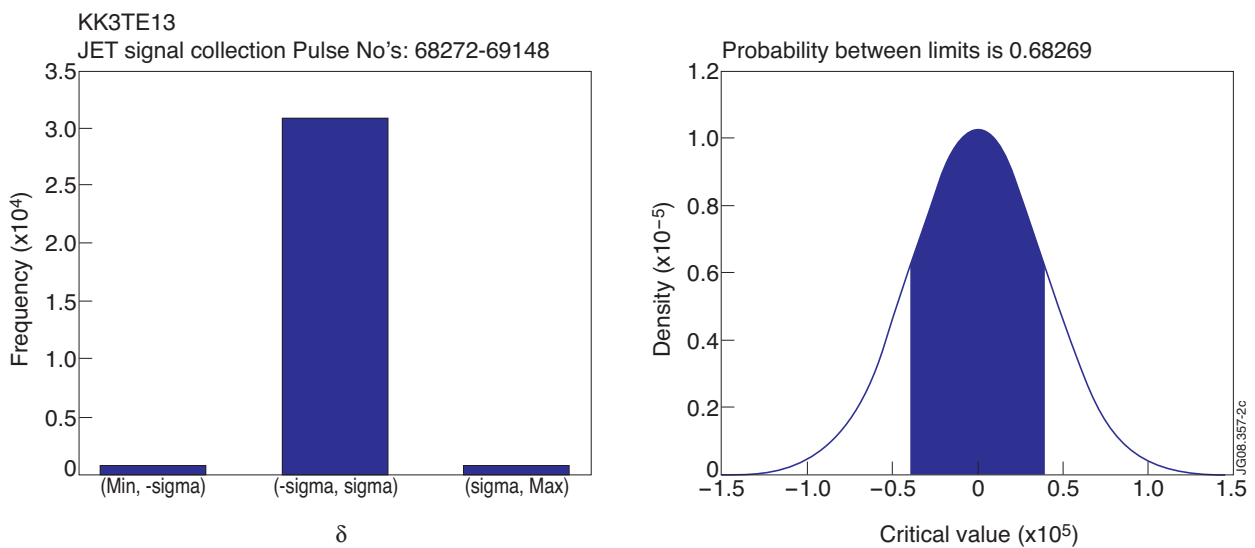 KK3TE13
JET signal collection Pulse No's: 68272-69148
3.5
3.0
2.5
2.0
1.5
1.0
0.5
0
Frequency (x10⁴)
(Min, -sigma)
(-sigma, sigma)
(sigma, Max)
δ
Probability between limits is 0.68269
1.2
1.0
0.8
0.6
0.4
0.2
0
Density (x10⁻⁵)
−1.5
−1.0
−0.5
0
0.5
1.0
1.5
Critical value (x10⁵)
JG08.357-2c